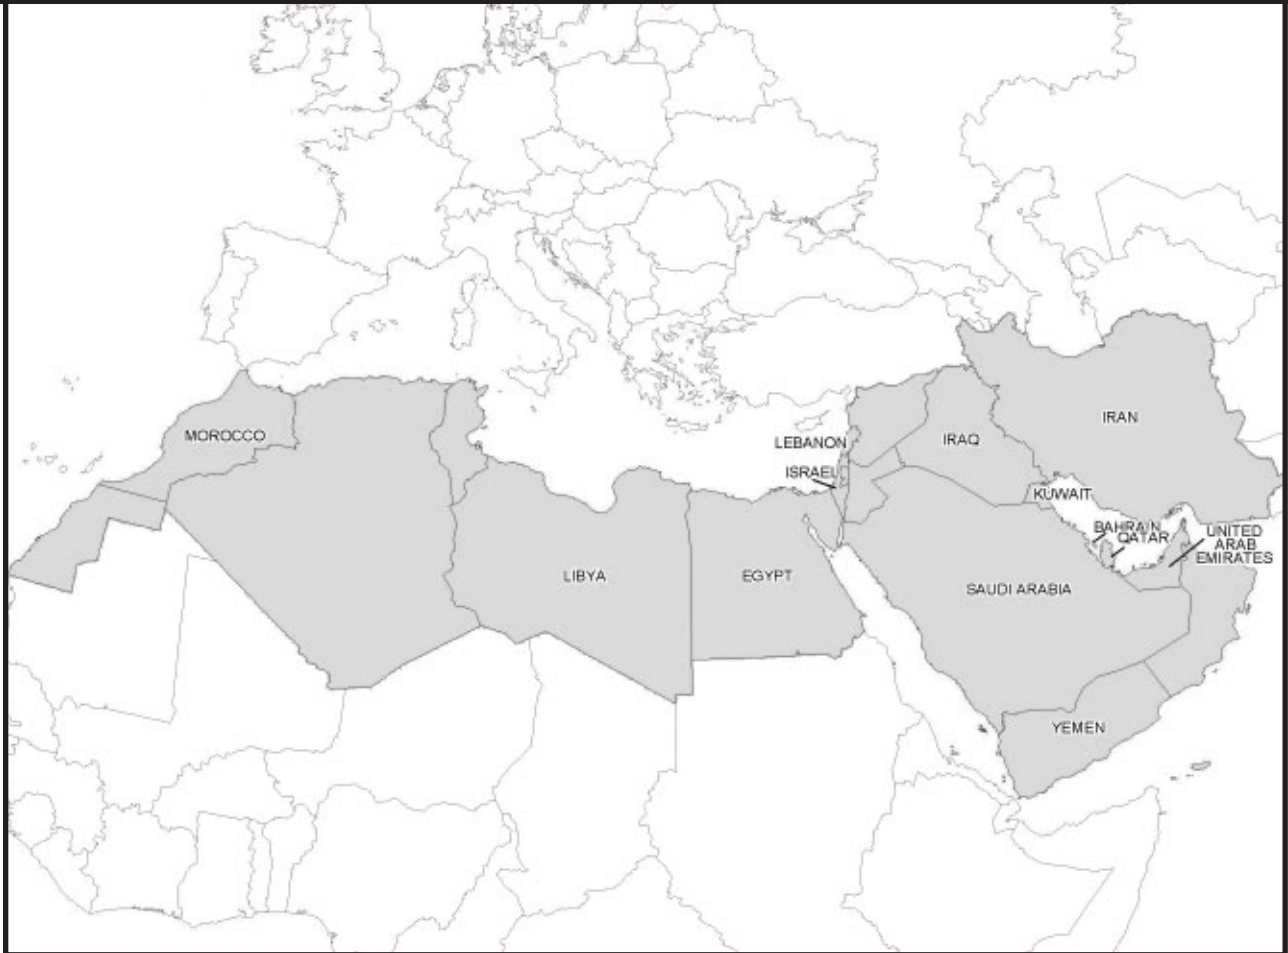 IRAN
MOROCCO
LEBANON
IRAQ
ISRAEL
KUWAIT
BAHRAIN
QATAR
UNITED
ARAB
EMIRATES
LIBYA
EGYPT
SAUDI ARABIA
YEMEN